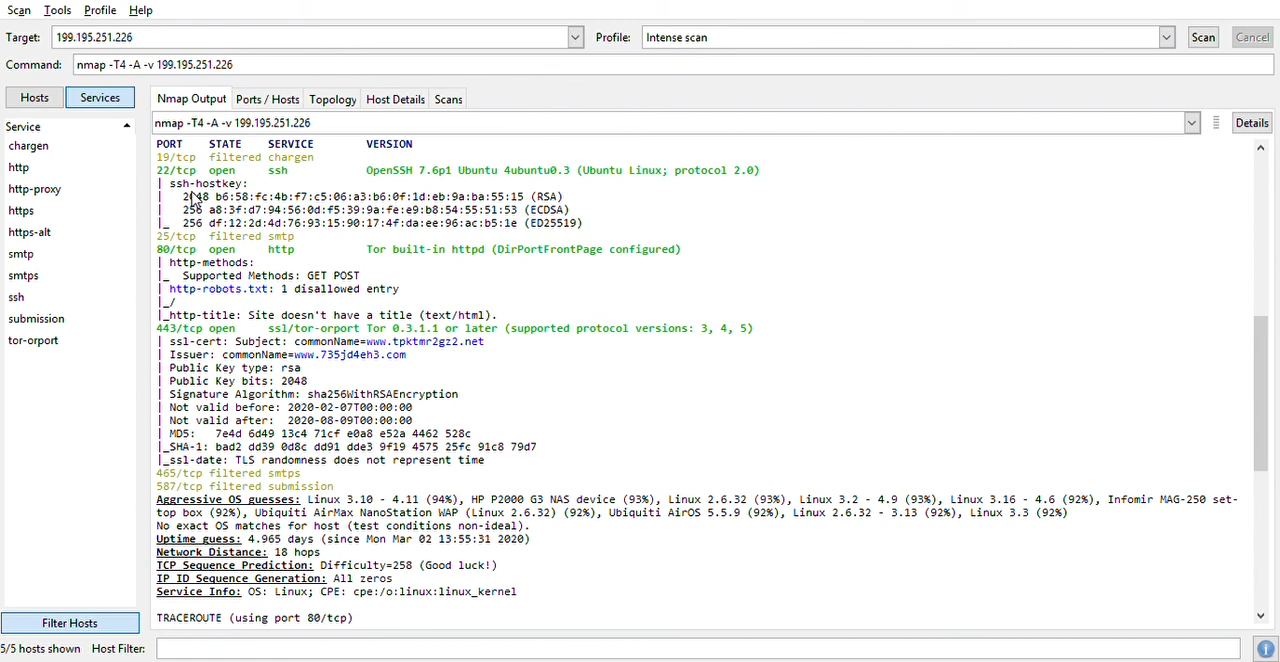 Scan Tools Profile Help
Target: 199.195.251.226 Profile: Intense scan Scan Cancel
Command: nmap -T4 -A -v 199.195.251.226
Hosts Services Nmap Output Ports / Hosts Topology Host Details Scans
nmap -T4 -A -v 199.195.251.226 Details
Service
chargen
http
http-proxy
https
https-alt
smtp
smtps
ssh
submission
tor-orport
PORT STATE SERVICE VERSION
19/tcp filtered chargen
22/tcp open ssh OpenSSH 7.6p1 Ubuntu 4ubuntu0.3 (Ubuntu Linux; protocol 2.0)
| ssh-hostkey:
| 2048 b6:58:fc:4b:f7:c5:06:a3:b6:0f:1d:eb:9a:ba:55:15 (RSA)
| 256 a8:3f:d7:94:56:0d:f5:39:9a:fe:e9:b8:54:55:51:53 (ECDSA)
|_ 256 df:12:2d:4d:76:93:15:90:17:4f:da:ee:96:ac:b5:1e (ED25519)
25/tcp filtered smtp
80/tcp open http Tor built-in httpd (DirPortFrontPage configured)
| http-methods:
|_ Supported Methods: GET POST
| http-robots.txt: 1 disallowed entry
|_/
|_http-title: Site doesn't have a title (text/html).
443/tcp open ssl/tor-orport Tor 0.3.1.1 or later (supported protocol versions: 3, 4, 5)
| ssl-cert: Subject: commonName=www.tpktmr2gz2.net
| Issuer: commonName=www.735jd4eh3.com
| Public Key type: rsa
| Public Key bits: 2048
| Signature Algorithm: sha256WithRSAEncryption
| Not valid before: 2020-02-07T00:00:00
| Not valid after: 2020-08-09T00:00:00
| MD5: 7e4d 6d49 13c4 71cf e0a8 e52a 4462 528c
|_SHA-1: bad2 dd39 0d8c dd91 dde3 9f19 4575 25fc 91c8 79d7
|_ssl-date: TLS randomness does not represent time
465/tcp filtered smtps
587/tcp filtered submission
Aggressive OS guesses: Linux 3.10 - 4.11 (94%), HP P2000 G3 NAS device (93%), Linux 2.6.32 (93%), Linux 3.2 - 4.9 (93%), Linux 3.16 - 4.6 (92%), Infomir MAG-250 set-
top box (92%), Ubiquiti AirMax NanoStation WAP (Linux 2.6.32) (92%), Ubiquiti AirOS 5.5.9 (92%), Linux 2.6.32 - 3.13 (92%), Linux 3.3 (92%)
No exact OS matches for host (test conditions non-ideal).
Uptime guess: 4.965 days (since Mon Mar 02 13:55:31 2020)
Network Distance: 18 hops
TCP Sequence Prediction: Difficulty=258 (Good luck!)
IP ID Sequence Generation: All zeros
Service Info: OS: Linux; CPE: cpe:/o:linux:linux_kernel
TRACEROUTE (using port 80/tcp)
Filter Hosts
5/5 hosts shown Host Filter: